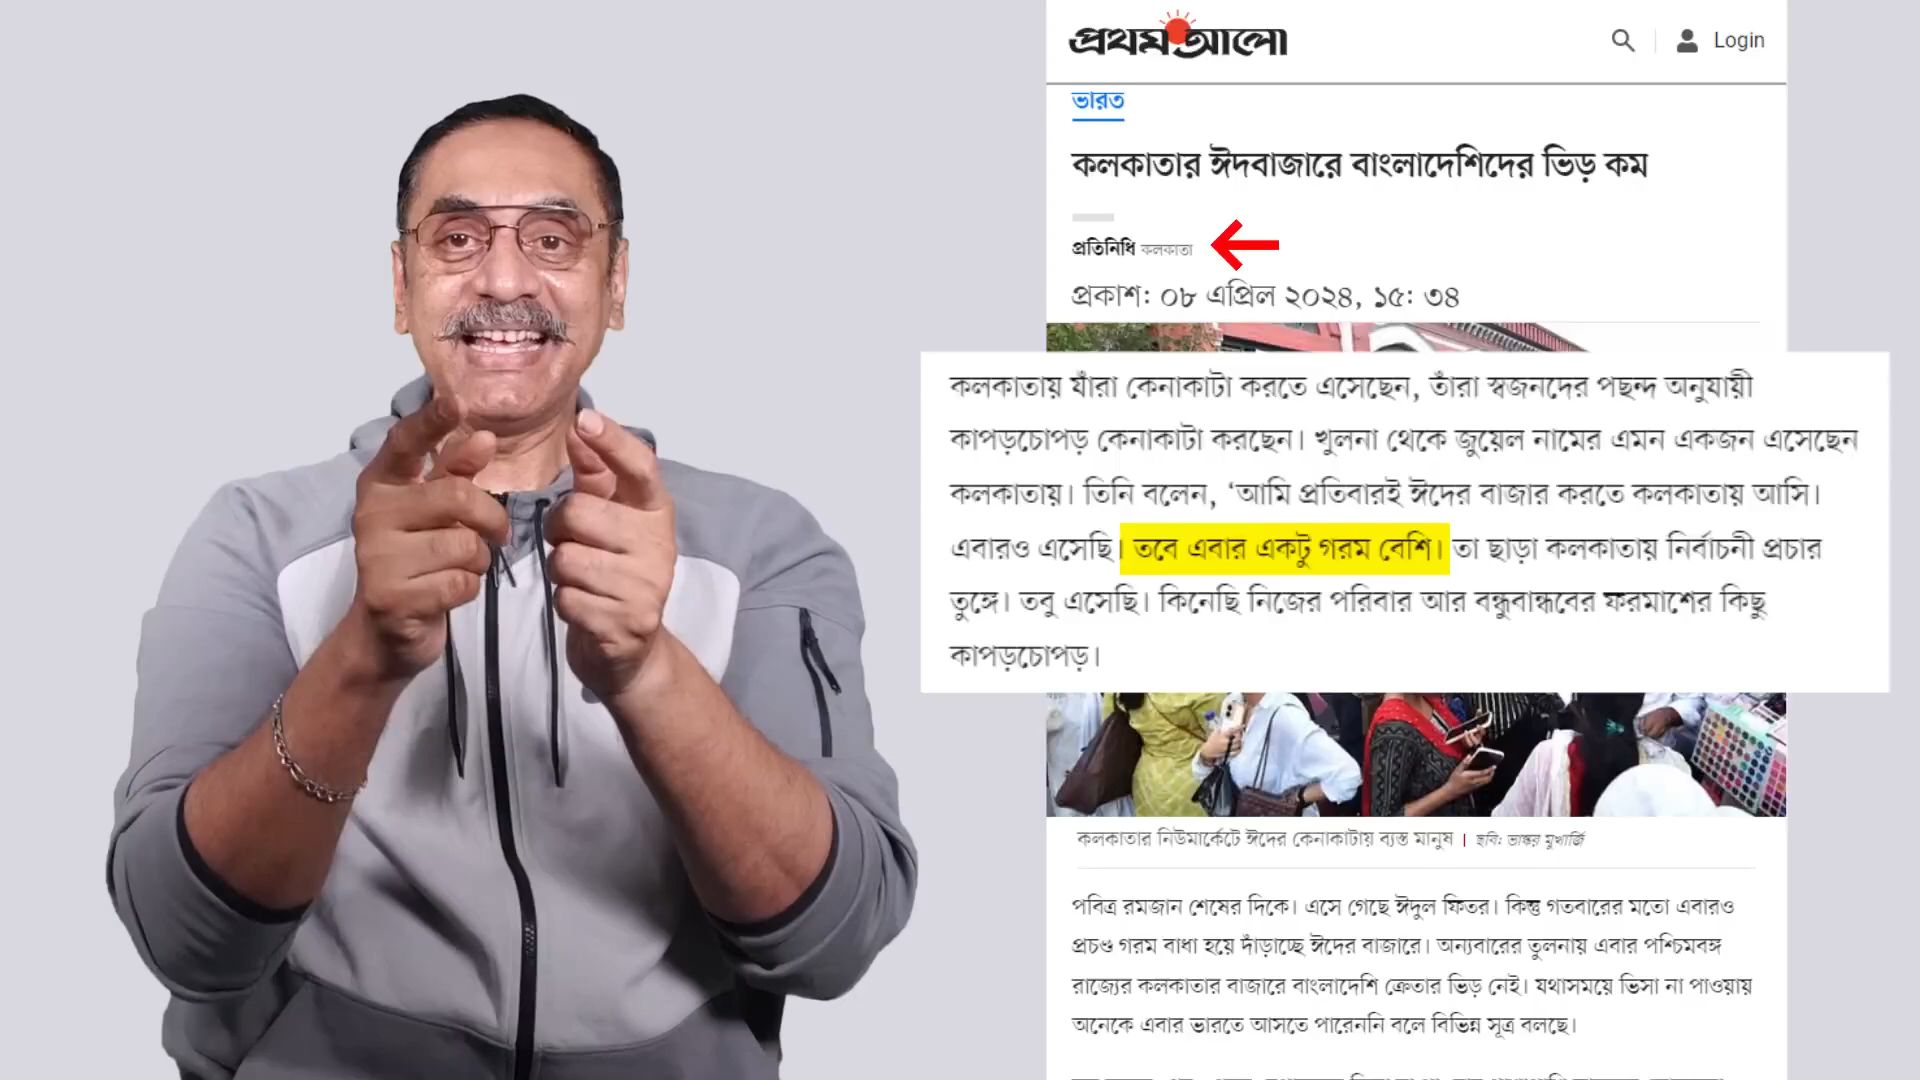 প্রথম আলো
Login
ভারত
কলকাতার ঈদবাজারে বাংলাদেশিদের ভিড় কম
প্রতিনিধি কলকাতা
প্রকাশ: ০৮ এপ্রিল ২০২৪, ১৫: ৩৪
কলকাতায় যাঁরা কেনাকাটা করতে এসেছেন, তাঁরা স্বজনদের পছন্দ অনুযায়ী
কাপড়চোপড় কেনাকাটা করছেন। খুলনা থেকে জুয়েল নামের এমন একজন এসেছেন
কলকাতায়। তিনি বলেন, ‘আমি প্রতিবারই ঈদের বাজার করতে কলকাতায় আসি।
এবারও এসেছি। তবে এবার একটু গরম বেশি। তা ছাড়া কলকাতায় নির্বাচনী প্রচার
তুঙ্গে। তবু এসেছি। কিনেছি নিজের পরিবার আর বন্ধুবান্ধবের ফরমাশের কিছু
কাপড়চোপড়।
কলকাতার নিউমার্কেটে ঈদের কেনাকাটায় ব্যস্ত মানুষ | ছবি: ভাস্কর মুখার্জি
পবিত্র রমজান শেষের দিকে। এসে গেছে ঈদুল ফিতর। কিন্তু গতবারের মতো এবারও
প্রচণ্ড গরম বাধা হয়ে দাঁড়াচ্ছে ঈদের বাজারে। অন্যবারের তুলনায় এবার পশ্চিমবঙ্গ
রাজ্যের কলকাতার বাজারে বাংলাদেশি ক্রেতার ভিড় নেই। যথাসময়ে ভিসা না পাওয়ায়
অনেকে এবার ভারতে আসতে পারেননি বলে বিভিন্ন সূত্র বলছে।